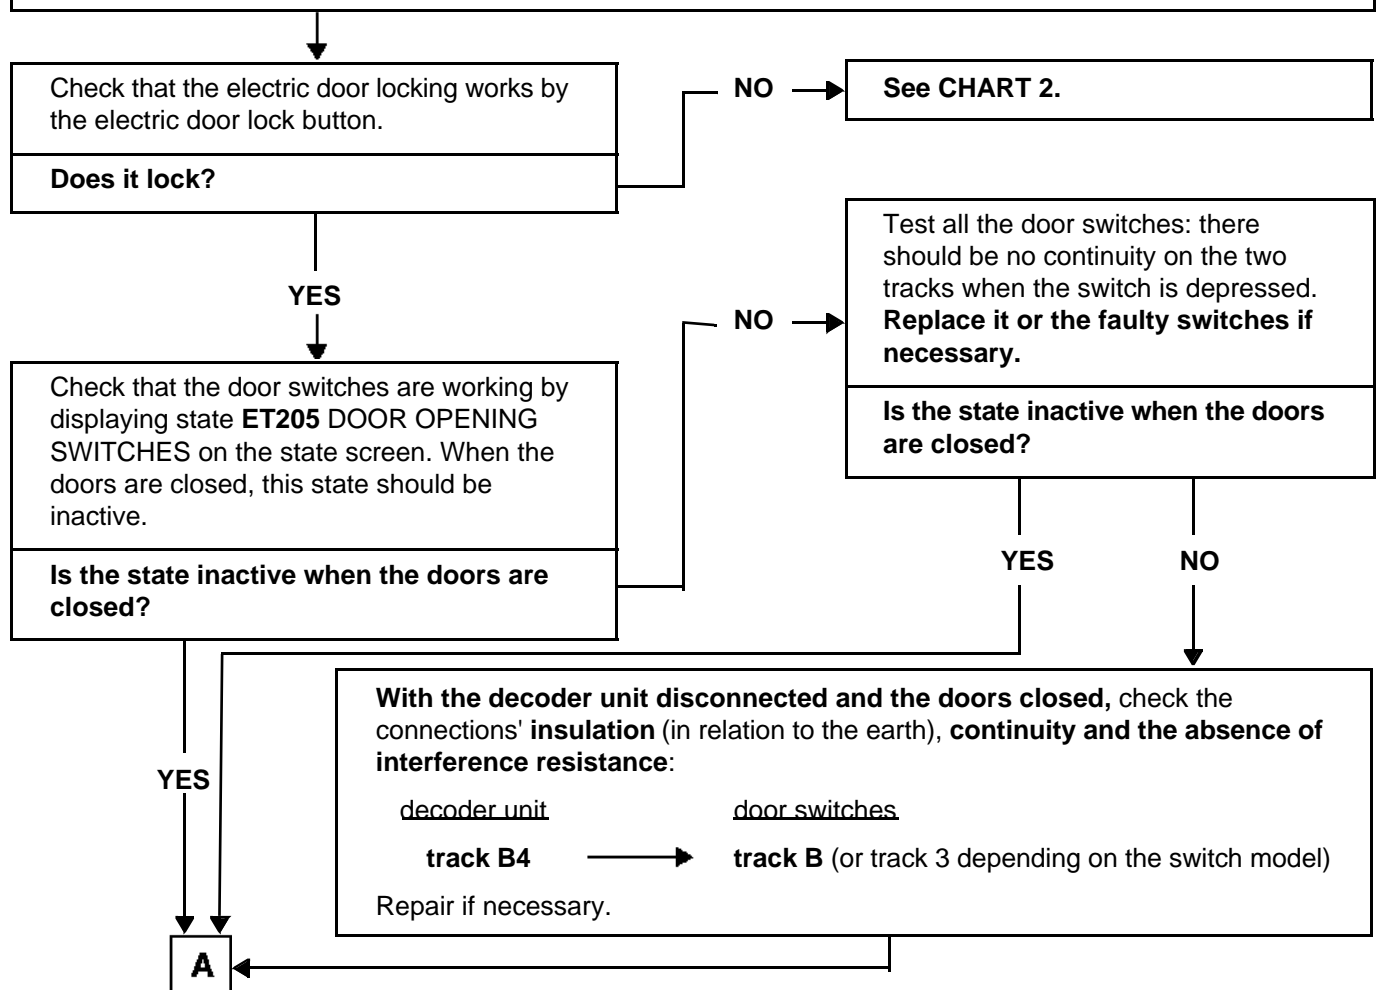 Check that the electric door locking works by
the electric door lock button.
Does it lock?
NO
See CHART 2.
YES
Check that the door switches are working by
displaying state ET205 DOOR OPENING
SWITCHES on the state screen. When the
doors are closed, this state should be
inactive.
Is the state inactive when the doors are
closed?
NO
Test all the door switches: there
should be no continuity on the two
tracks when the switch is depressed.
Replace it or the faulty switches if
necessary.
Is the state inactive when the doors
are closed?
YES
NO
With the decoder unit disconnected and the doors closed, check the
connections' insulation (in relation to the earth), continuity and the absence of
interference resistance:
decoder unit door switches
track B4 track B (or track 3 depending on the switch model)
Repair if necessary.
YES
A